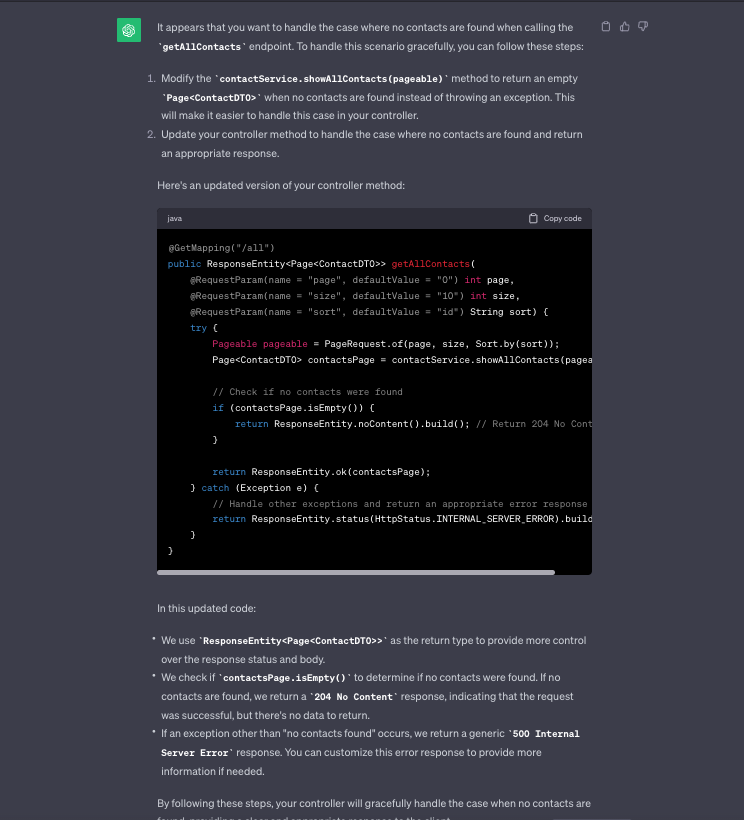 It appears that you want to handle the case where no contacts are found when calling the
`getAllContacts` endpoint. To handle this scenario gracefully, you can follow these steps:
1. Modify the `contactService.showAllContacts(pageable)` method to return an empty
`Page<ContactDTO>` when no contacts are found instead of throwing an exception. This
will make it easier to handle this case in your controller.
2. Update your controller method to handle the case where no contacts are found and return
an appropriate response.
Here's an updated version of your controller method:
java
Copy code
@GetMapping("/all")
public ResponseEntity<Page<ContactDTO>> getAllContacts(
@RequestParam(name = "page", defaultValue = "0") int page,
@RequestParam(name = "size", defaultValue = "10") int size,
@RequestParam(name = "sort", defaultValue = "id") String sort) {
try {
Pageable pageable = PageRequest.of(page, size, Sort.by(sort));
Page<ContactDTO> contactsPage = contactService.showAllContacts(pagea
// Check if no contacts were found
if (contactsPage.isEmpty()) {
return ResponseEntity.noContent().build(); // Return 204 No Cont
}
return ResponseEntity.ok(contactsPage);
} catch (Exception e) {
// Handle other exceptions and return an appropriate error response
return ResponseEntity.status(HttpStatus.INTERNAL_SERVER_ERROR).build
}
}
In this updated code:
• We use `ResponseEntity<Page<ContactDTO>>` as the return type to provide more control
over the response status and body.
• We check if `contactsPage.isEmpty()` to determine if no contacts were found. If no
contacts are found, we return a `204 No Content` response, indicating that the request
was successful, but there's no data to return.
• If an exception other than "no contacts found" occurs, we return a generic `500 Internal
Server Error` response. You can customize this error response to provide more
information if needed.
By following these steps, your controller will gracefully handle the case when no contacts are